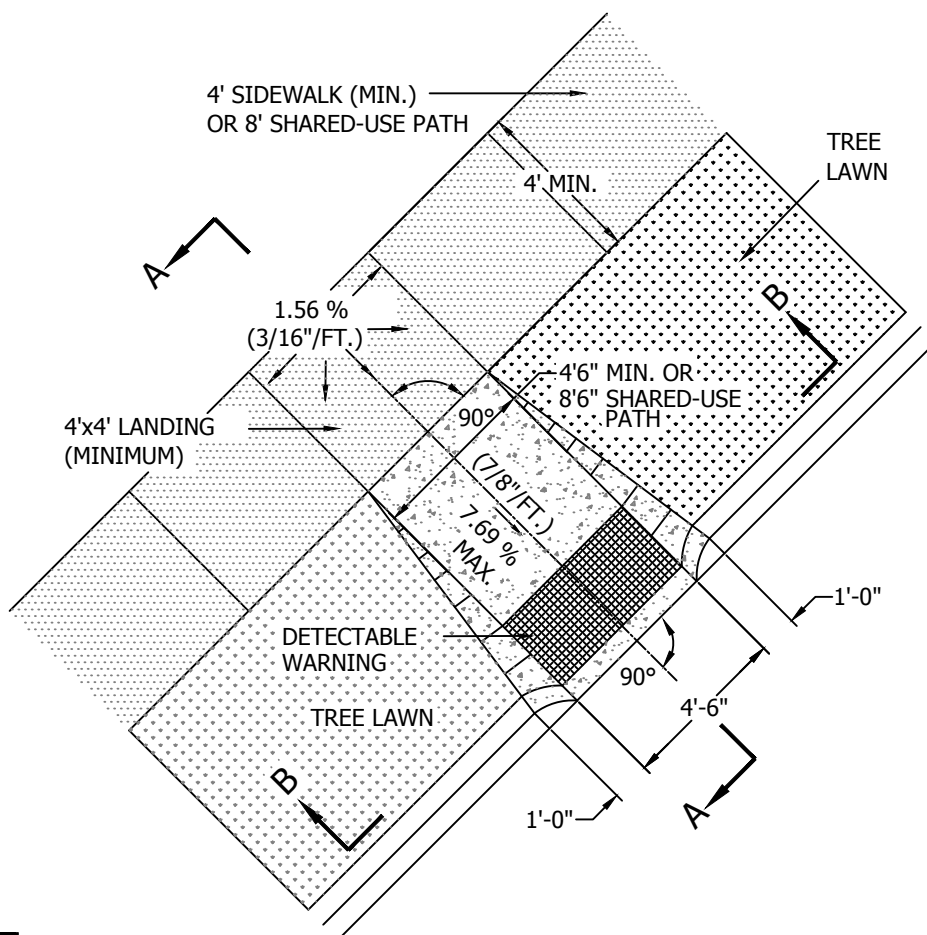 4' SIDEWALK (MIN.)
OR 8' SHARED-USE PATH
TREE
LAWN
4' MIN.
A
B
1.56 %
(3/16"/FT.)
4'6" MIN. OR
8'6" SHARED-USE
PATH
90°
4'x4' LANDING
(MINIMUM)
(7/8"/FT.)
7.69 %
MAX.
1'-0"
DETECTABLE
WARNING
90°
4'-6"
TREE LAWN
B
A
1'-0"